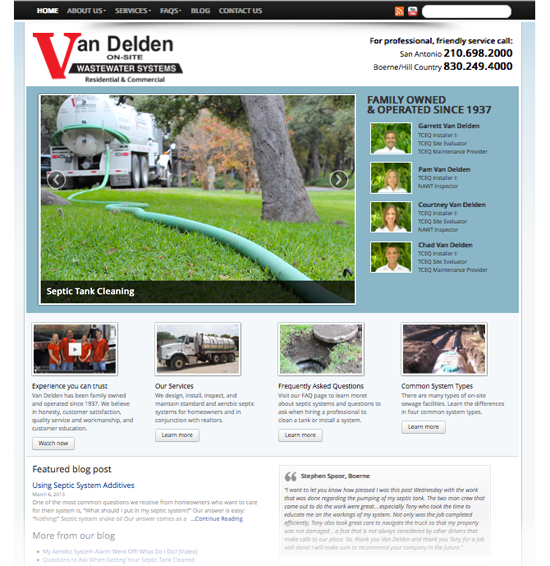 HOME ABOUT US SERVICES FAQS BLOG CONTACT US
Van Delden
ON-SITE
WASTEWATER SYSTEMS
Residential & Commercial
For professional, friendly service call:
San Antonio 210.698.2000
Boerne/Hill Country 830.249.4000
Septic Tank Cleaning
FAMILY OWNED
& OPERATED SINCE 1937
Garrett Van Delden
TCEQ Installer II
TCEQ Site Evaluator
TCEQ Maintenance Provider
Pam Van Delden
TCEQ Installer II
NAWT Inspector
Courtney Van Delden
TCEQ Site Evaluator
NAWT Inspector
Chad Van Delden
TCEQ Installer II
TCEQ Site Evaluator
TCEQ Maintenance Provider
Experience you can trust
Van Delden has been family owned
and operated since 1937. We believe
in honesty, customer satisfaction,
quality service and workmanship, and
customer education.
Watch now
Our Services
We design, install, inspect, and
maintain standard and aerobic septic
systems for homeowners and in
conjunction with realtors.
Learn more
Frequently Asked Questions
Visit our FAQ page to learn moret
about septic systems and questions to
ask when hiring a professional to
clean a tank or install a system.
Learn more
Common System Types
There are many types of on-site
sewage facilities. Learn the differences
in four common system types.
Learn more
Featured blog post
Using Septic System Additives
March 6, 2013
One of the most common questions we receive from homeowners who want to care
for their system is, "What should I put in my septic system?" Our answer is easy:
"Nothing!" Septic system snake oil Our answer comes as a ...Continue Reading
More from our blog
My Aerobic System Alarm Went Off! What Do I Do? [Video]
Questions to Ask When Getting Your Septic Tank Cleaned
Stephen Spoor, Boerne
"I want to let you know how pleased I was this past Wednesday with the work
that was done regarding the pumping of my septic tank. The two man crew that
came out to do the work were great...especially Tony who took the time to
educate me on the workings of my system. Not only was the job completed
efficiently, Tony also took great care to navigate the truck so that my property
was not damaged ...a feat that is not always considered by other drivers that
make calls to our place. So, thank you Van Delden and thank you Tony for a job
well done! I will make sure to recommend your company in the future."